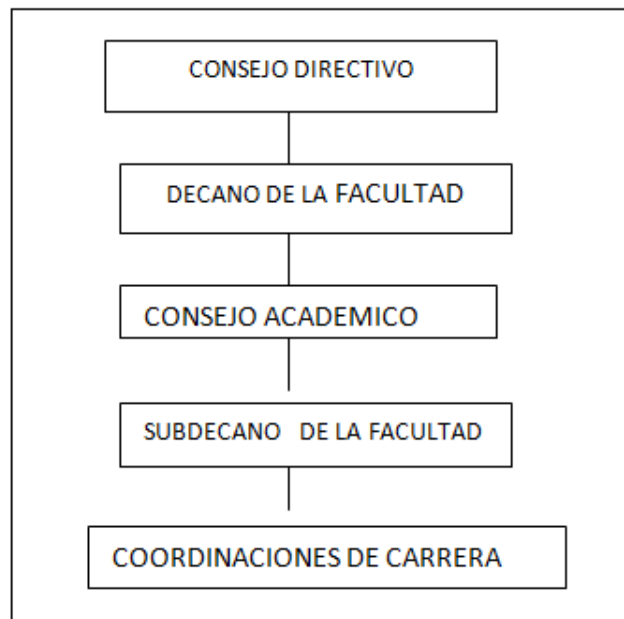 CONSEJO DIRECTIVO
DECANO DE LA FACULTAD
CONSEJO ACADEMICO
SUBDECANO DE LA FACULTAD
COORDINACIONES DE CARRERA